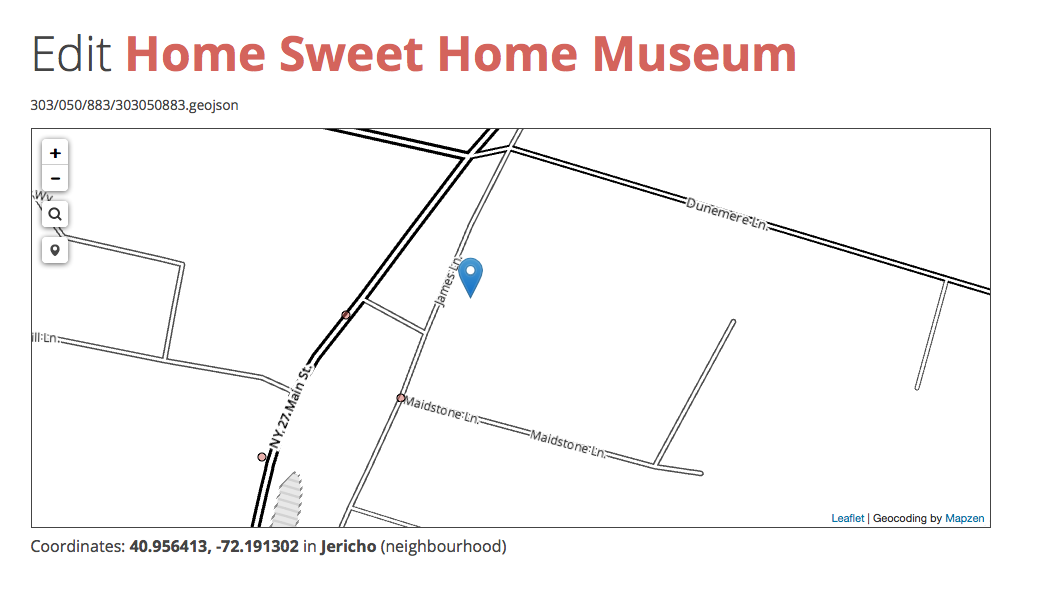 Edit Home Sweet Home Museum
303/050/883/303050883.geojson
+
−
Wy
Dunemere Ln.
James Ln.
ill Ln.
NY 27 Main St.
Maidstone Ln.
Maidstone Ln.
Leaflet | Geocoding by Mapzen
Coordinates: 40.956413, -72.191302 in Jericho (neighbourhood)